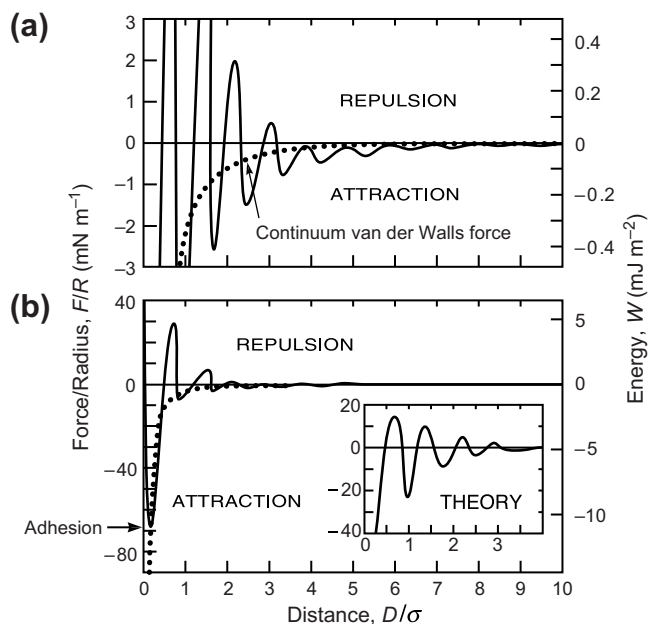 (a)
3
2
1
0
−1
−2
−3
0.4
0.2
0
−0.2
−0.4
REPULSION
ATTRACTION
Continuum van der Walls force
Force/Radius, F/R (mN m−1)
Energy, W (mJ m−2)
(b)
40
0
−40
−80
5
0
−5
−10
REPULSION
ATTRACTION
Adhesion
20
0
−20
−40
THEORY
0 1 2 3
0 1 2 3 4 5 6 7 8 9 10
Distance, D/σ